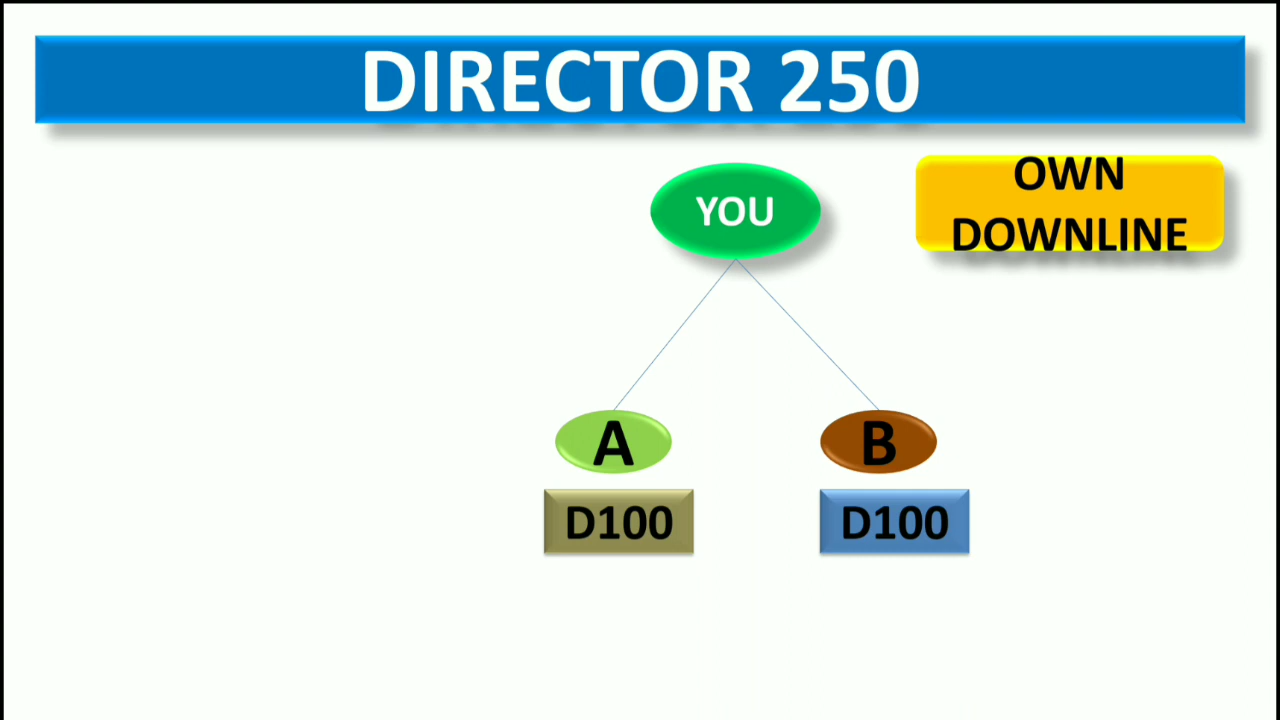 DIRECTOR 250
YOU
OWN
DOWNLINE
A
B
D100
D100